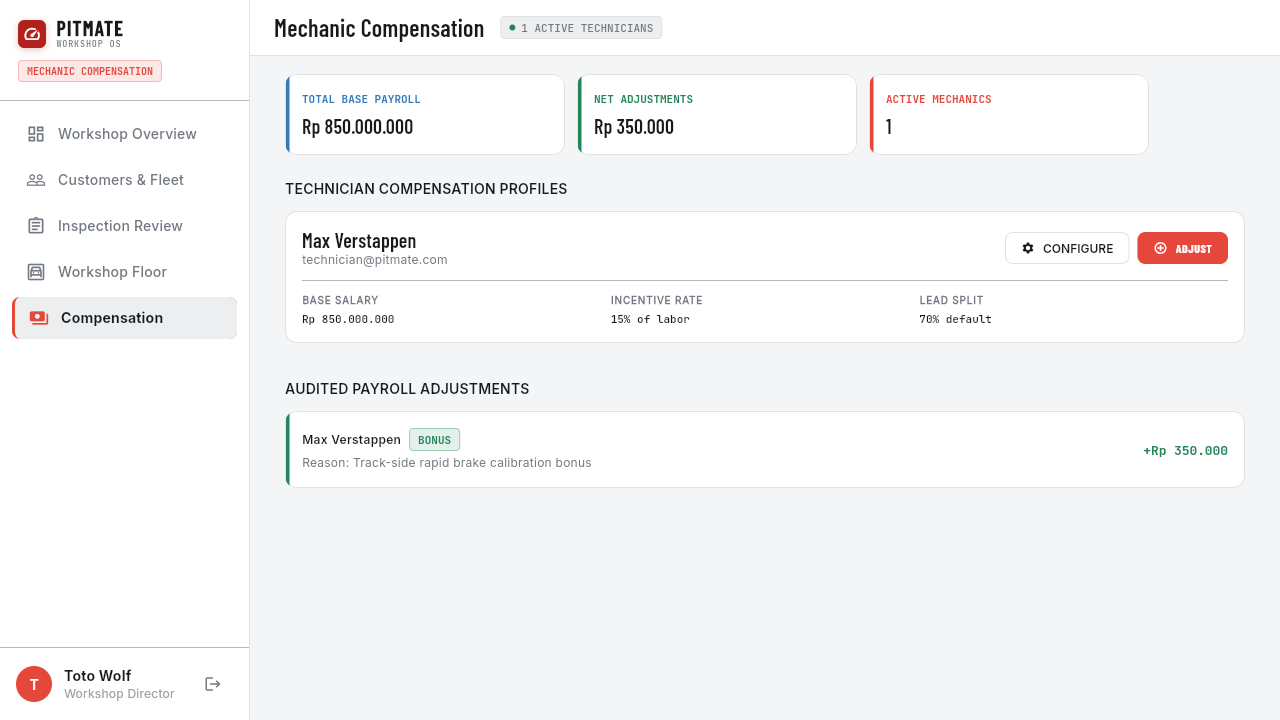 PITMATE
WORKSHOP OS
MECHANIC COMPENSATION
Workshop Overview
Customers & Fleet
Inspection Review
Workshop Floor
Compensation
T
Toto Wolf
Workshop Director
Mechanic Compensation
1 ACTIVE TECHNICIANS
TOTAL BASE PAYROLL
Rp 850.000.000
NET ADJUSTMENTS
Rp 350.000
ACTIVE MECHANICS
1
TECHNICIAN COMPENSATION PROFILES
Max Verstappen
technician@pitmate.com
CONFIGURE
ADJUST
BASE SALARY
Rp 850.000.000
INCENTIVE RATE
15% of labor
LEAD SPLIT
70% default
AUDITED PAYROLL ADJUSTMENTS
Max Verstappen BONUS
Reason: Track-side rapid brake calibration bonus
+Rp 350.000